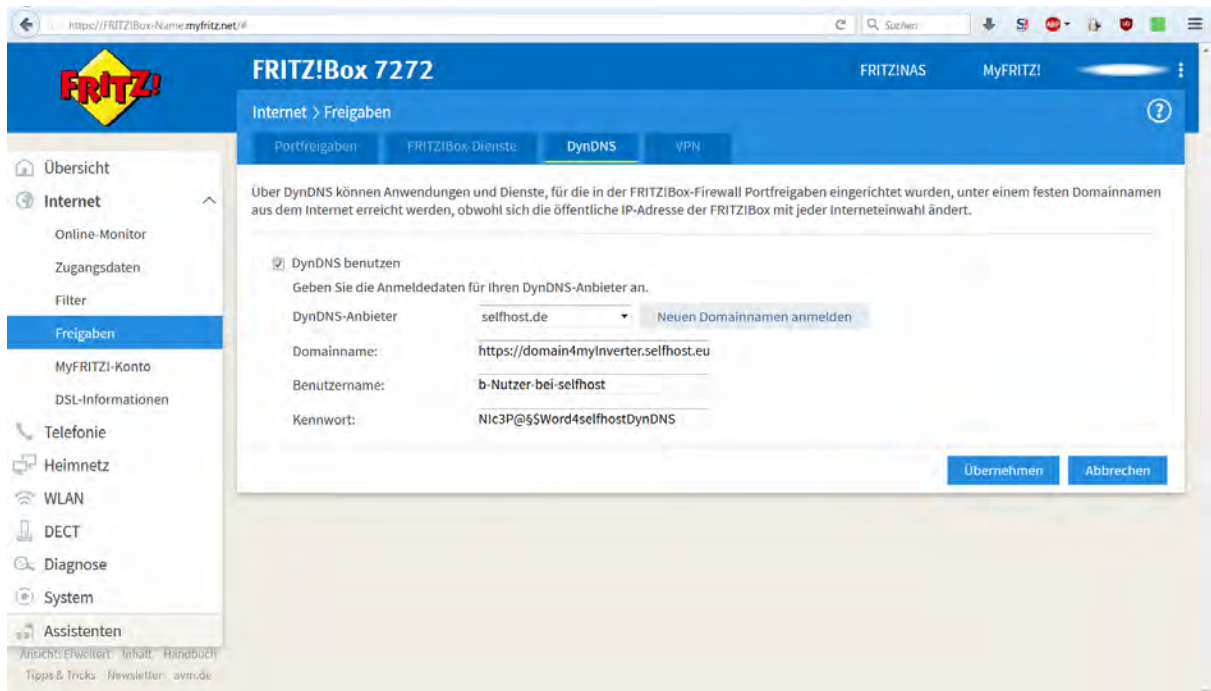 https://FRITZ!Box-Name.myfritz.net/#
Suchen
FRITZ!
FRITZ!Box 7272
FRITZ!NAS
MyFRITZ!
Internet > Freigaben
Portfreigaben
FRITZ!Box-Dienste
DynDNS
VPN
Übersicht
Internet
Online-Monitor
Zugangsdaten
Filter
Freigaben
MyFRITZ!-Konto
DSL-Informationen
Telefonie
Heimnetz
WLAN
DECT
Diagnose
System
Assistenten
Ansicht: Erweitert Inhalt Handbuch
Tipps & Tricks Newsletter avm.de
Über DynDNS können Anwendungen und Dienste, für die in der FRITZ!Box-Firewall Portfreigaben eingerichtet wurden, unter einem festen Domainnamen
aus dem Internet erreicht werden, obwohl sich die öffentliche IP-Adresse der FRITZ!Box mit jeder Interneteinwahl ändert.
DynDNS benutzen
Geben Sie die Anmeldedaten für Ihren DynDNS-Anbieter an.
DynDNS-Anbieter selfhost.de Neuen Domainnamen anmelden
Domainname: https://domain4myInverter.selfhost.eu
Benutzername: b-Nutzer-bei-selfhost
Kennwort: NIc3P@§$Word4selfhostDynDNS
Übernehmen
Abbrechen